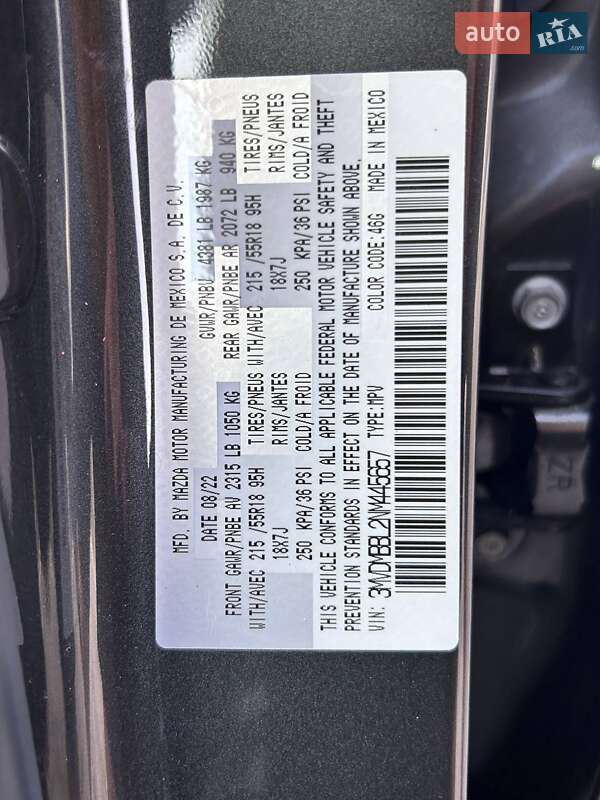 auto RIA.com
MFD. BY MAZDA MOTOR MANUFACTURING DE MEXICO S.A. DE C.V.
DATE 08/22 GVWR/PNBV 4381 LB 1987 KG
FRONT GAWR/PNBE AV 2315 LB 1050 KG REAR GAWR/PNBE AR 2072 LB 940 KG
WITH/AVEC 215 /55R18 95H TIRES/PNEUS WITH/AVEC 215 /55R18 95H TIRES/PNEUS
18X7J RIMS/JANTES 18X7J RIMS/JANTES
250 KPA/36 PSI COLD/A FROID 250 KPA/36 PSI COLD/A FROID
THIS VEHICLE CONFORMS TO ALL APPLICABLE FEDERAL MOTOR VEHICLE SAFETY AND THEFT
PREVENTION STANDARDS IN EFFECT ON THE DATE OF MANUFACTURE SHOWN ABOVE.
VIN: 3MVDMBBL2NM445657 TYPE:MPV COLOR CODE:46G MADE IN MEXICO
ZR